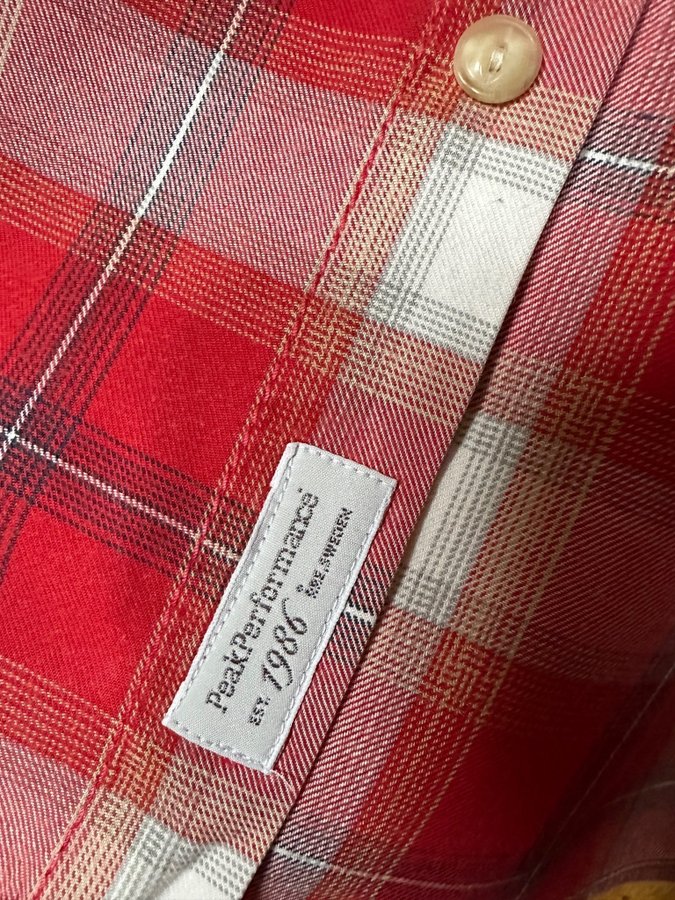 PeakPerformance®
EST. 1986 åRE. SWEDEN